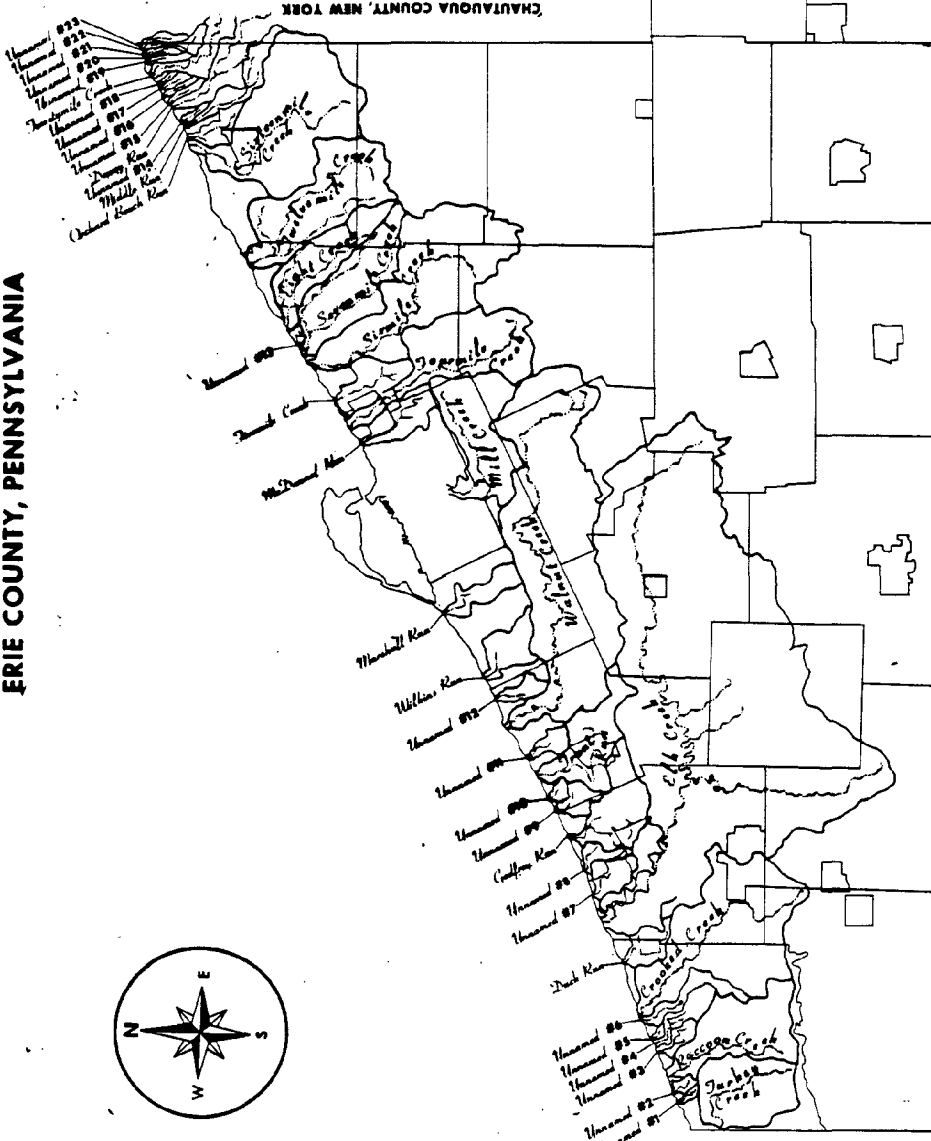 CHAUTAUQUA COUNTY, NEW YORK
ERIE COUNTY, PENNSYLVANIA
Unnamed #23
Unnamed #22
Unnamed #21
Unnamed #20
Unnamed #19
Twentymile Creek
Unnamed #18
Unnamed #17
Unnamed #16
Unnamed #15
Unnamed #14
Middle Run
Orchard Beach Run
Sixteenmile
Creek
Twelvemile Creek
Eight
Sevenmile Creek
Sixmile Creek
Unnamed #13
Fourmile
Creek
McDannel Run
Mill Creek
Walnut Creek
Marshall Run
Wilkins Run
Unnamed #12
Unnamed #11
Unnamed #10
Unnamed #9
Godfrey Run
Unnamed #8
Unnamed #7
Elk Creek
Duck Run
Crooked Creek
Unnamed #6
Unnamed #5
Unnamed #4
Unnamed #3
Raccoon Creek
Turkey
Creek
Unnamed #2
#1
N
E
S
W